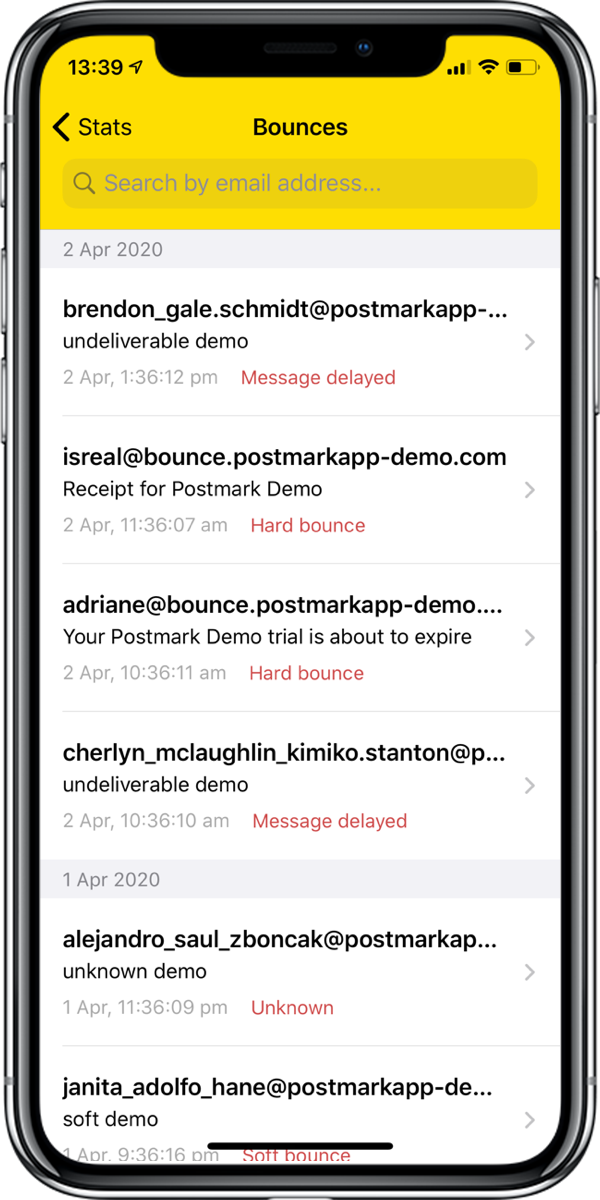 13:39
Stats
Bounces
Search by email address...
2 Apr 2020
brendon_gale.schmidt@postmarkapp-...
undeliverable demo
2 Apr, 1:36:12 pm Message delayed
isreal@bounce.postmarkapp-demo.com
Receipt for Postmark Demo
2 Apr, 11:36:07 am Hard bounce
adriane@bounce.postmarkapp-demo....
Your Postmark Demo trial is about to expire
2 Apr, 10:36:11 am Hard bounce
cherlyn_mclaughlin_kimiko.stanton@p...
undeliverable demo
2 Apr, 10:36:10 am Message delayed
1 Apr 2020
alejandro_saul_zboncak@postmarkap...
unknown demo
1 Apr, 11:36:09 pm Unknown
janita_adolfo_hane@postmarkapp-de...
soft demo
1 Apr, 9:36:16 pm Soft bounce